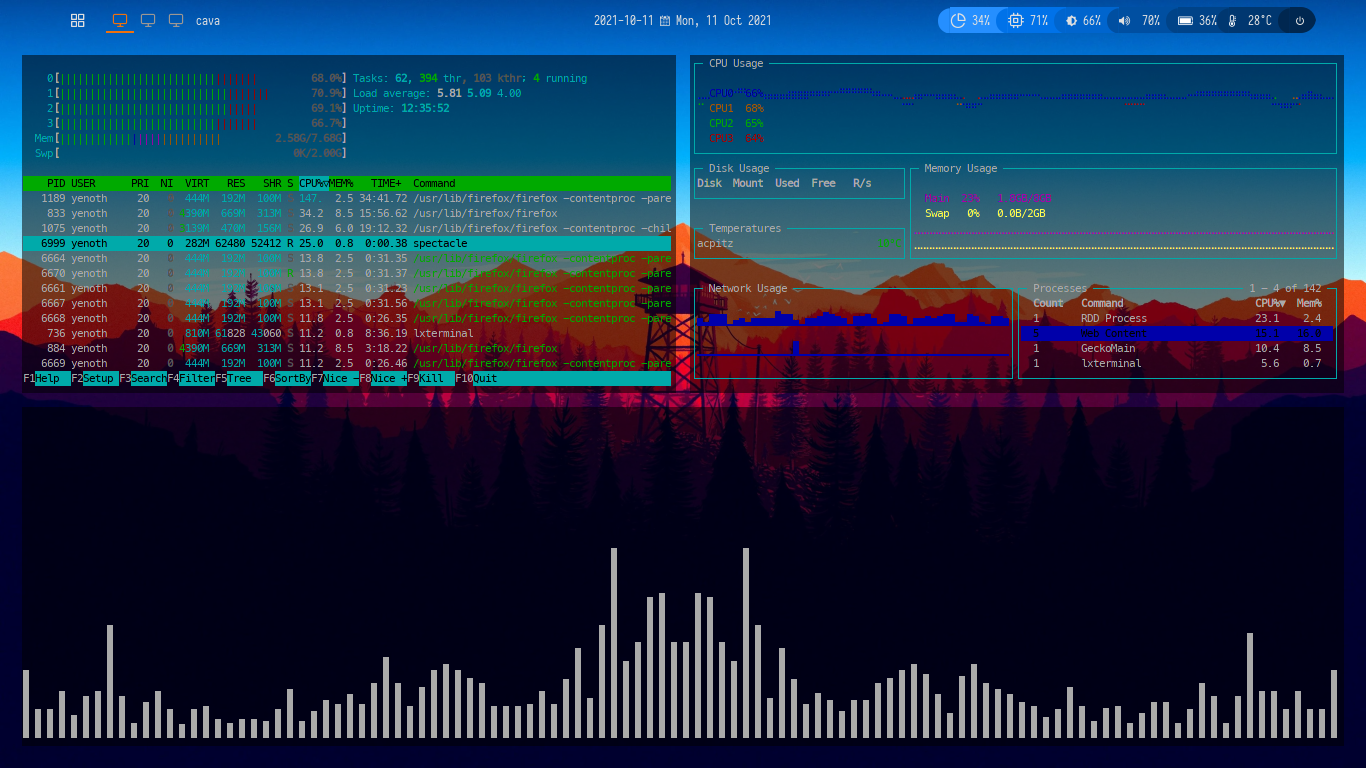 cava
2021-10-11 Mon, 11 Oct 2021
34% 71% 66% 70% 36% 28°C
0[ 68.0%] Tasks: 62, 394 thr, 103 kthr; 4 running
1[ 70.9%] Load average: 5.81 5.09 4.00
2[ 69.1%] Uptime: 12:35:52
3[ 66.7%]
Mem[ 2.58G/7.68G]
Swp[ 0K/2.00G]
PID USER PRI NI VIRT RES SHR S CPU%▽MEM% TIME+ Command
1189 yenoth 20 0 444M 192M 100M 147. 2.5 34:41.72 /usr/lib/firefox/firefox -contentproc -pare
833 yenoth 20 0 4390M 669M 313M 34.2 8.5 15:56.62 /usr/lib/firefox/firefox
1075 yenoth 20 0 470M 156M 26.9 6.0 19:12.32 /usr/lib/firefox/firefox -contentproc -chil
6999 yenoth 20 0 282M 62480 52412 R 25.0 0.8 0:00.38 spectacle
6664 yenoth 20 0 444M 192M 100M S 13.8 2.5 0:31.35 /usr/lib/firefox/firefox -contentproc -pare
6670 yenoth 20 0 444M 192M 100M R 13.8 2.5 0:31.37 /usr/lib/firefox/firefox -contentproc -pare
6661 yenoth 20 0 444M 192M 100M S 13.1 2.5 0:31.23 /usr/lib/firefox/firefox -contentproc -pare
6667 yenoth 20 0 444M 192M 100M S 13.1 2.5 0:31.56 /usr/lib/firefox/firefox -contentproc -pare
6668 yenoth 20 0 444M 192M 100M S 11.8 2.5 0:26.35 /usr/lib/firefox/firefox -contentproc -pare
736 yenoth 20 0 810M 61828 43060 S 11.2 0.8 8:36.19 lxterminal
884 yenoth 20 0 4390M 669M 313M S 11.2 8.5 3:18.22 /usr/lib/firefox/firefox
6669 yenoth 20 0 444M 192M 100M S 11.2 2.5 0:26.46 /usr/lib/firefox/firefox -contentproc -pare
F1Help F2Setup F3SearchF4FilterF5Tree F6SortByF7Nice -F8Nice +F9Kill F10Quit
CPU Usage
CPU0 66%
CPU1 68%
CPU2 65%
CPU3 64%
Disk Usage
Disk Mount Used Free R/s
Memory Usage
Main 23%
Swap 0% 0.0B/2GB
Temperatures
acpitz
Network Usage
Processes 1 - 4 of 142
Count Command CPU%▼ Mem%
1 RDD Process 23.1 2.4
5 Web Content 15.1 16.0
1 GeckoMain 10.4 8.5
1 lxterminal 5.6 0.7